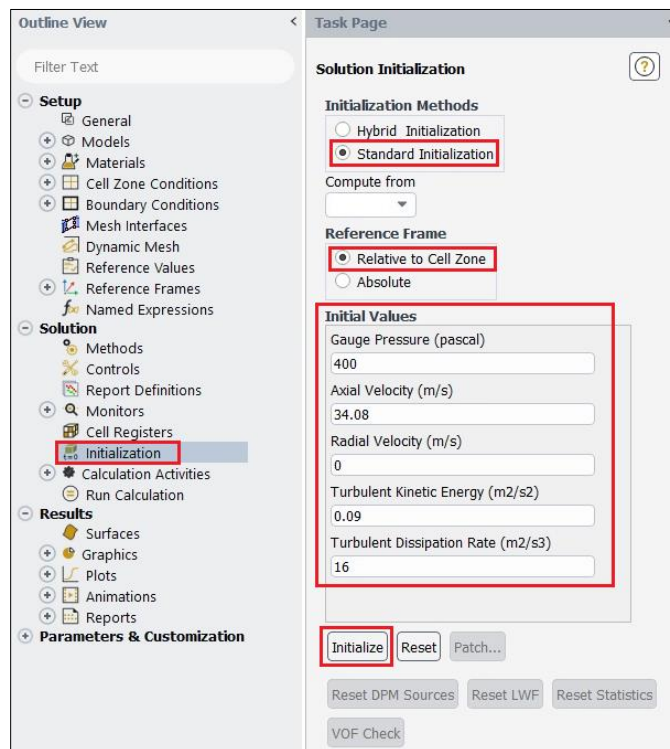 Outline View
<
Filter Text
Setup
General
Models
Materials
Cell Zone Conditions
Boundary Conditions
Mesh Interfaces
Dynamic Mesh
Reference Values
Reference Frames
Named Expressions
Solution
Methods
Controls
Report Definitions
Monitors
Cell Registers
t=0 Initialization
Calculation Activities
Run Calculation
Results
Surfaces
Graphics
Plots
Animations
Reports
Parameters & Customization
Task Page
Solution Initialization
?
Initialization Methods
Hybrid Initialization
Standard Initialization
Compute from
Reference Frame
Relative to Cell Zone
Absolute
Initial Values
Gauge Pressure (pascal)
400
Axial Velocity (m/s)
34.08
Radial Velocity (m/s)
0
Turbulent Kinetic Energy (m2/s2)
0.09
Turbulent Dissipation Rate (m2/s3)
16
Initialize Reset Patch...
Reset DPM Sources Reset LWF Reset Statistics
VOF Check